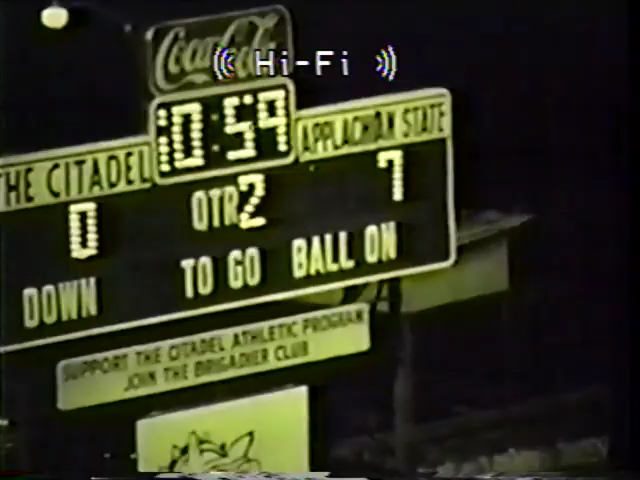 Coca-Cola
Hi-Fi
10:59
THE CITADEL
APPLACHIAN STATE
0
QTR 2
7
DOWN
TO GO
BALL ON
SUPPORT THE CITADEL ATHLETIC PROGRAM
JOIN THE BRIGADIER CLUB